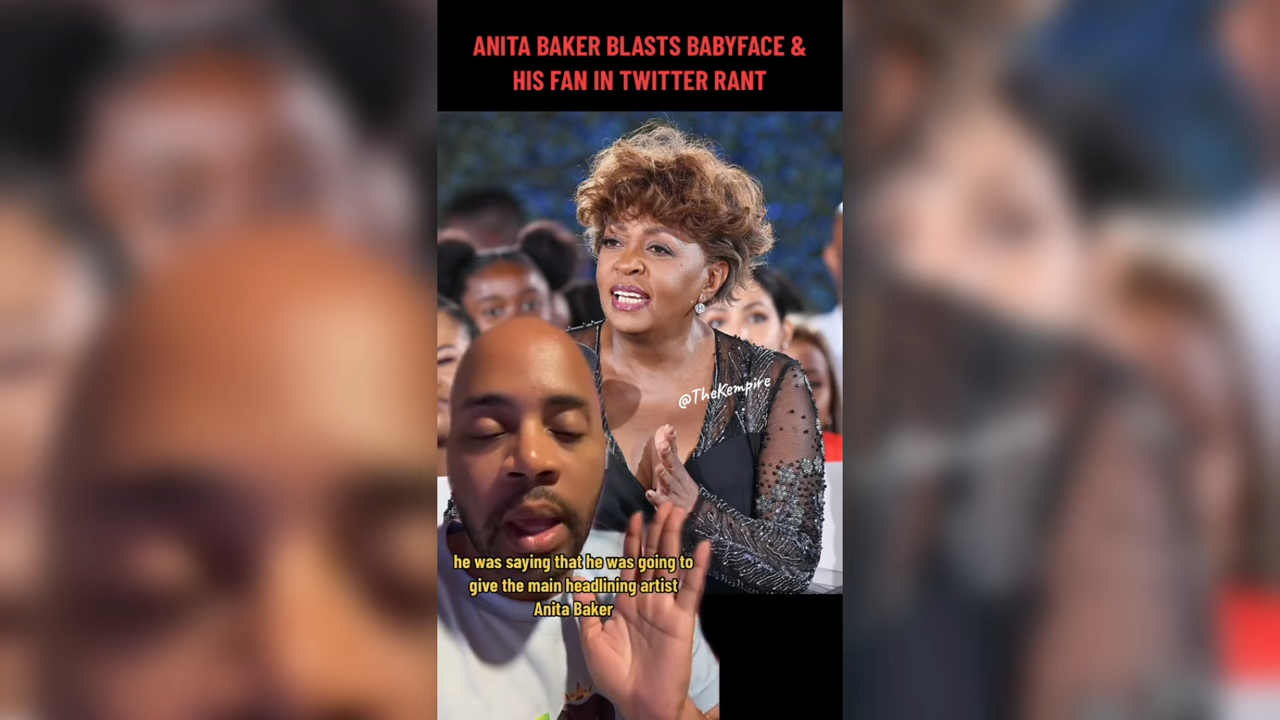 ANITA BAKER BLASTS BABYFACE &
HIS FAN IN TWITTER RANT
@TheKempire
he was saying that he was going to
give the main headlining artist
Anita Baker